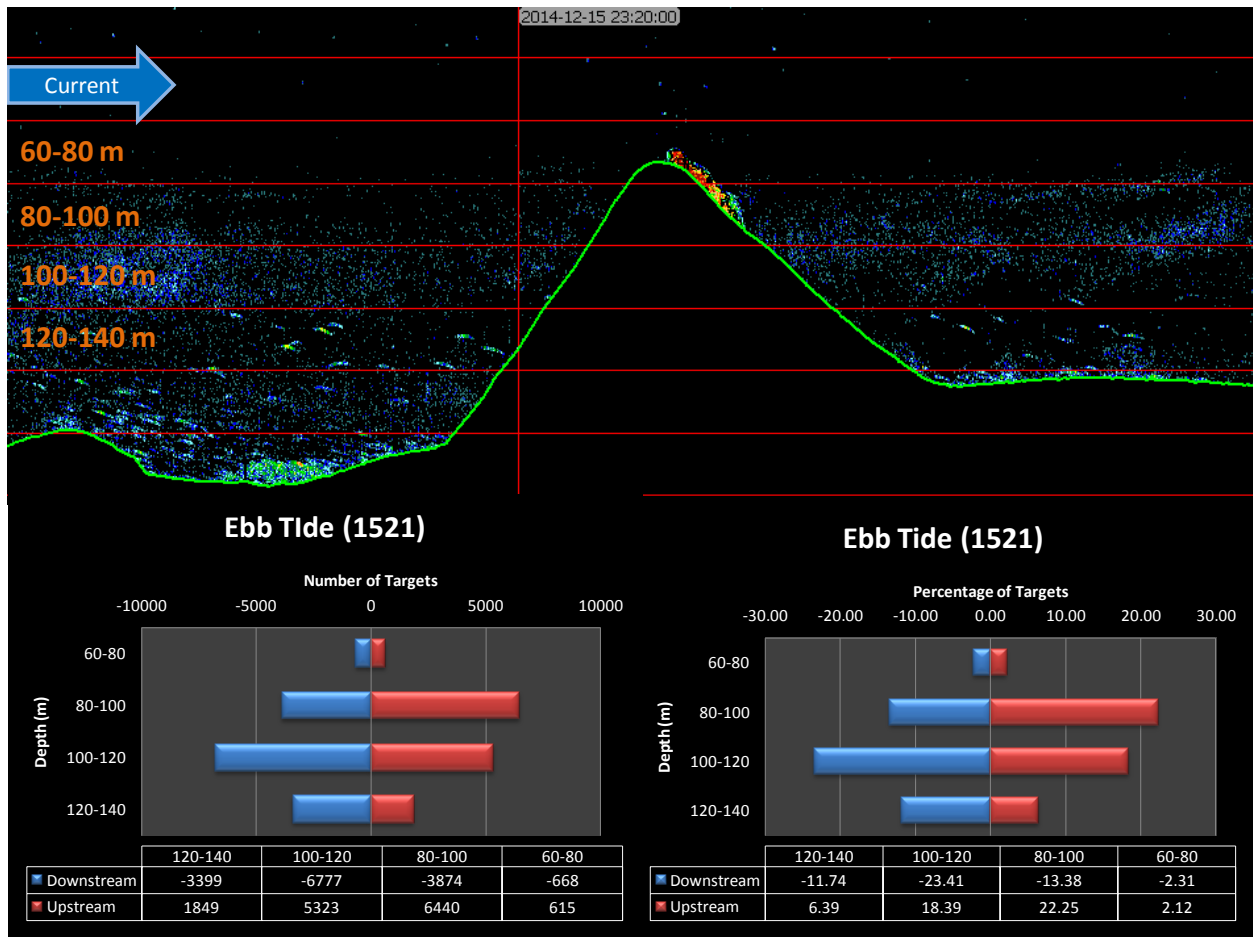 2014-12-15 23:20:00
Current
60-80 m
80-100 m
100-120 m
120-140 m
Ebb TIde (1521)
Number of Targets
-10000 -5000 0 5000 10000
Depth (m)
60-80
80-100
100-120
120-140
120-140 100-120 80-100 60-80
Downstream -3399 -6777 -3874 -668
Upstream 1849 5323 6440 615
Ebb Tide (1521)
Percentage of Targets
-30.00 -20.00 -10.00 0.00 10.00 20.00 30.00
Depth (m)
60-80
80-100
100-120
120-140
120-140 100-120 80-100 60-80
Downstream -11.74 -23.41 -13.38 -2.31
Upstream 6.39 18.39 22.25 2.12